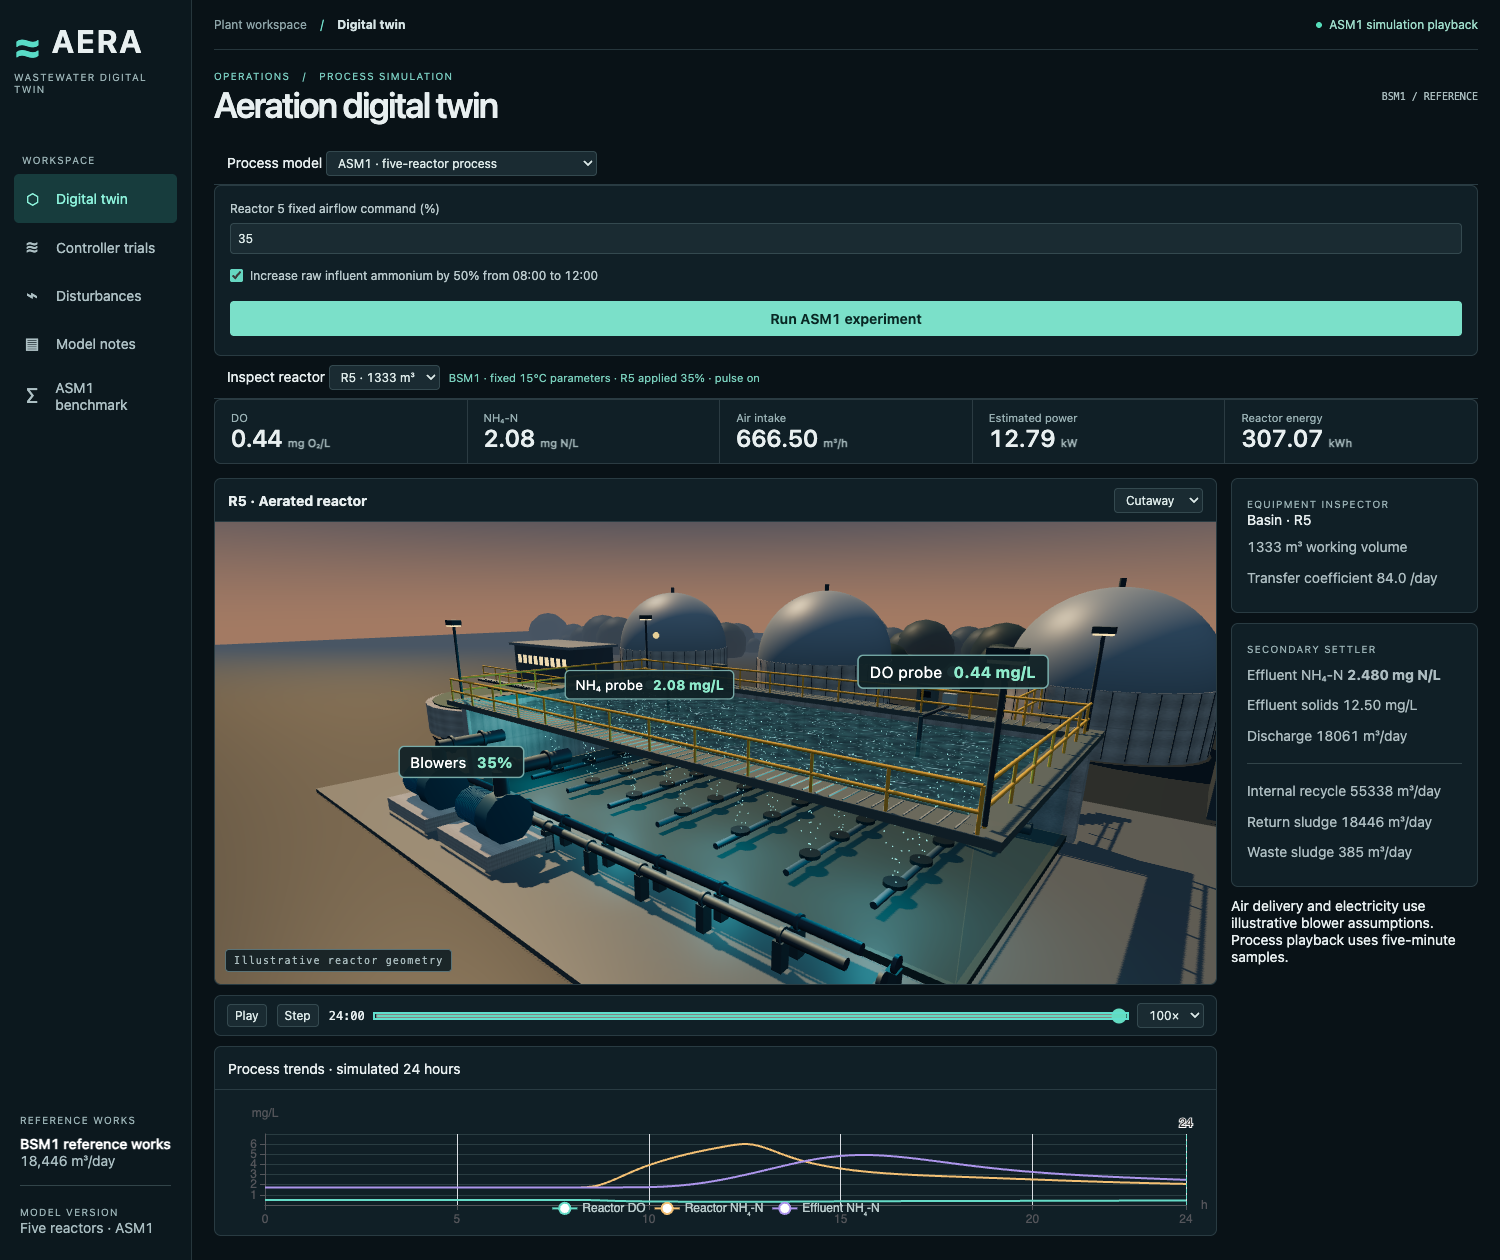 AERA
WASTEWATER DIGITAL
TWIN
WORKSPACE
Digital twin
Controller trials
Disturbances
Model notes
Σ ASM1
benchmark
REFERENCE WORKS
BSM1 reference works
18,446 m³/day
MODEL VERSION
Five reactors · ASM1
Plant workspace / Digital twin
ASM1 simulation playback
OPERATIONS / PROCESS SIMULATION
Aeration digital twin
BSM1 / REFERENCE
Process model ASM1 · five-reactor process
Reactor 5 fixed airflow command (%)
35
Increase raw influent ammonium by 50% from 08:00 to 12:00
Run ASM1 experiment
Inspect reactor R5 · 1333 m³ BSM1 · fixed 15°C parameters · R5 applied 35% · pulse on
DO
0.44 mg O₂/L
NH₄-N
2.08 mg N/L
Air intake
666.50 m³/h
Estimated power
12.79 kW
Reactor energy
307.07 kWh
R5 · Aerated reactor
Cutaway
DO probe 0.44 mg/L
NH₄ probe 2.08 mg/L
Blowers 35%
Illustrative reactor geometry
Play Step 24:00 100×
Process trends · simulated 24 hours
mg/L
24
6
5
4
3
2
1
Reactor DO Reactor NH₄-N Effluent NH₄-N
h
0 5 10 15 20 24
EQUIPMENT INSPECTOR
Basin · R5
1333 m³ working volume
Transfer coefficient 84.0 /day
SECONDARY SETTLER
Effluent NH₄-N 2.480 mg N/L
Effluent solids 12.50 mg/L
Discharge 18061 m³/day
Internal recycle 55338 m³/day
Return sludge 18446 m³/day
Waste sludge 385 m³/day
Air delivery and electricity use
illustrative blower assumptions.
Process playback uses five-minute
samples.